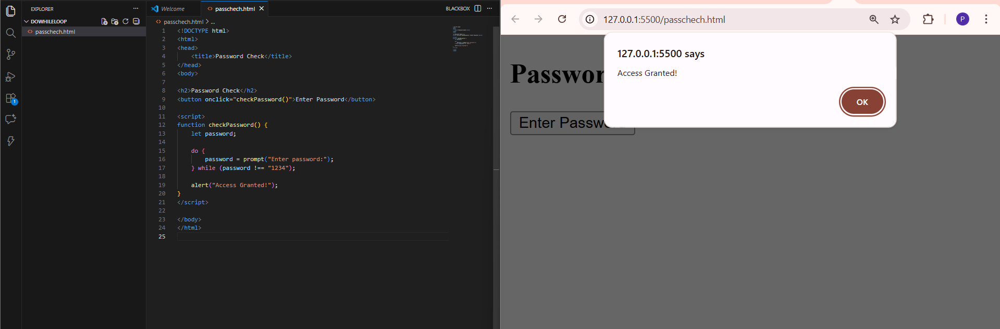 EXPLORER
DOWHILELOOP
passchech.html
Welcome
passchech.html
BLACKBOX
passchech.html > ...
1 <!DOCTYPE html>
2 <html>
3 <head>
4 <title>Password Check</title>
5 </head>
6 <body>
7
8 <h2>Password Check</h2>
9 <button onclick="checkPassword()">Enter Password</button>
10
11 <script>
12 function checkPassword() {
13 let password;
14
15 do {
16 password = prompt("Enter password:");
17 } while (password !== "1234");
18
19 alert("Access Granted!");
20 }
21 </script>
22
23 </body>
24 </html>
25
1
127.0.0.1:5500/passchech.html
P
127.0.0.1:5500 says
Access Granted!
OK
Passwor
Enter Passw